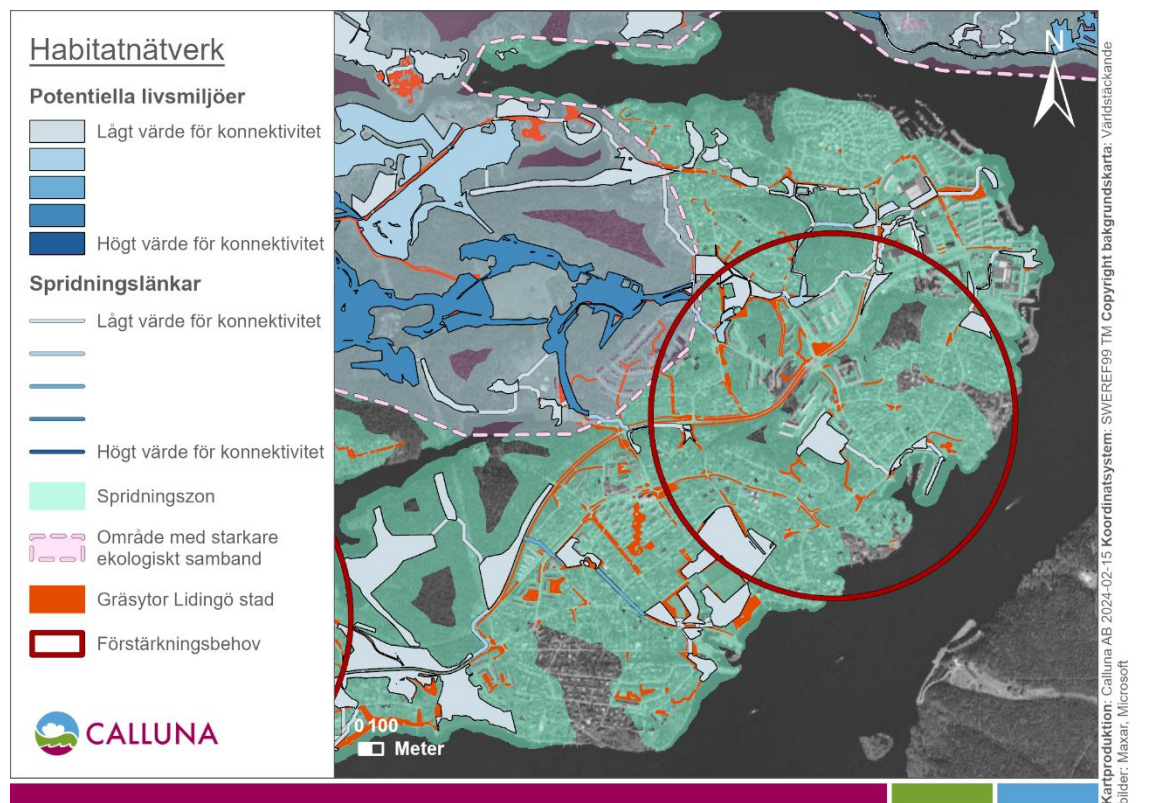 Habitatnätverk
Potentiella livsmiljöer
Lågt värde för konnektivitet
Högt värde för konnektivitet
Spridningslänkar
Lågt värde för konnektivitet
Högt värde för konnektivitet
Spridningszon
Område med starkare
ekologiskt samband
Gräsytor Lidingö stad
Förstärkningsbehov
CALLUNA
N
0 100
Meter
Kartproduktion: Calluna AB 2024-02-15 Koordinatsystem: SWEREF99 TM Copyright bakgrundskarta: Världstäckande
bilder: Maxar, Microsoft